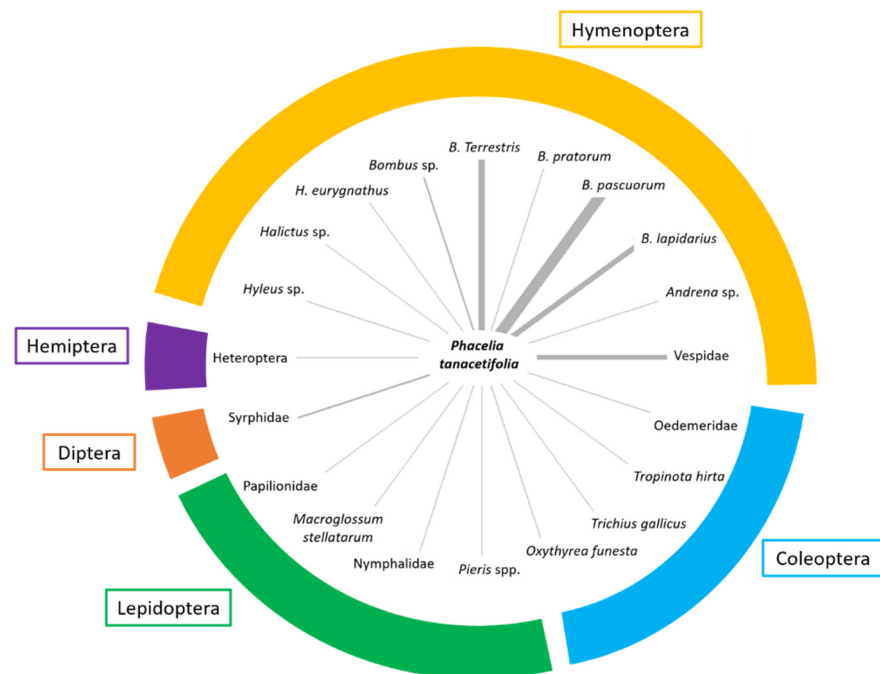 Hymenoptera
B. Terrestris
Bombus sp.
B. pratorum
H. eurygnathus
B. pascuorum
Halictus sp.
B. lapidarius
Hyleus sp.
Andrena sp.
Hemiptera
Heteroptera
Phacelia
tanacetifolia
Vespidae
Syrphidae
Oedemeridae
Diptera
Papilionidae
Tropinota hirta
Macroglossum
stellatarum
Trichius gallicus
Nymphalidae
Pieris spp.
Oxythyrea funesta
Coleoptera
Lepidoptera